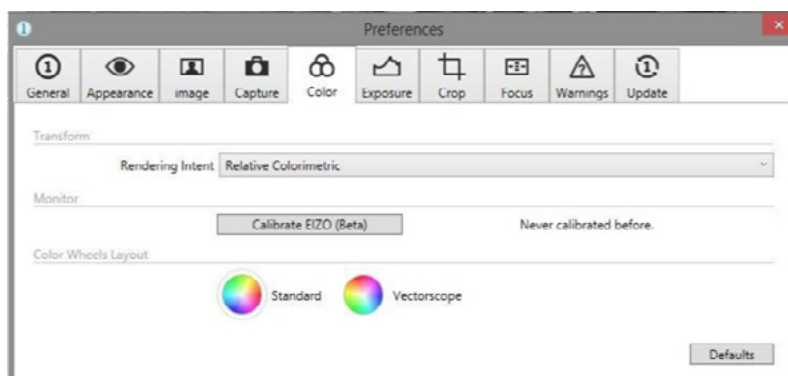 Preferences
General Appearance image Capture Color Exposure Crop Focus Warnings Update
Transform
Rendering Intent Relative Colorimetric
Monitor
Calibrate EIZO (Beta) Never calibrated before.
Color Wheels Layout
Standard Vectorscope
Defaults